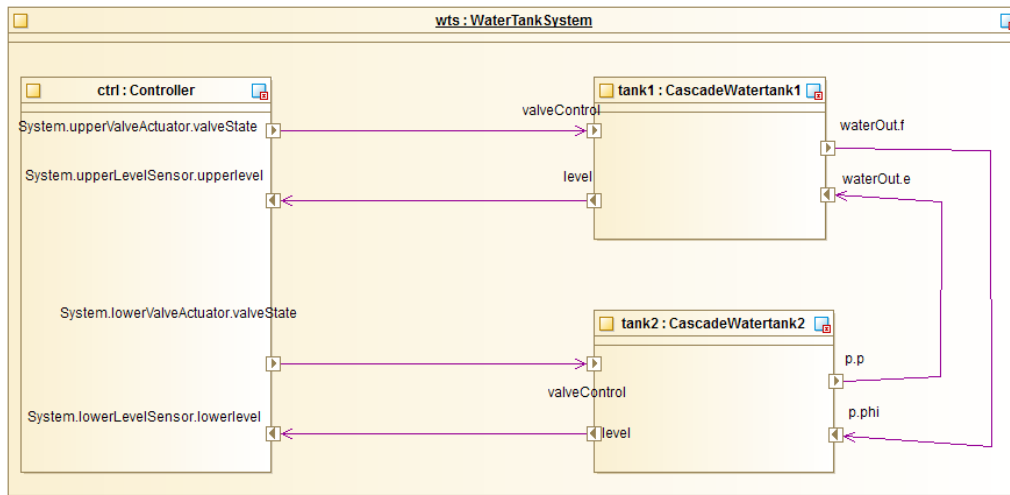 wts : WaterTankSystem
ctrl : Controller
tank1 : CascadeWatertank1
System.upperValveActuator.valveState
valveControl
waterOut.f
System.upperLevelSensor.upperlevel
level
waterOut.e
System.lowerValveActuator.valveState
tank2 : CascadeWatertank2
p.p
valveControl
p.phi
System.lowerLevelSensor.lowerlevel
level